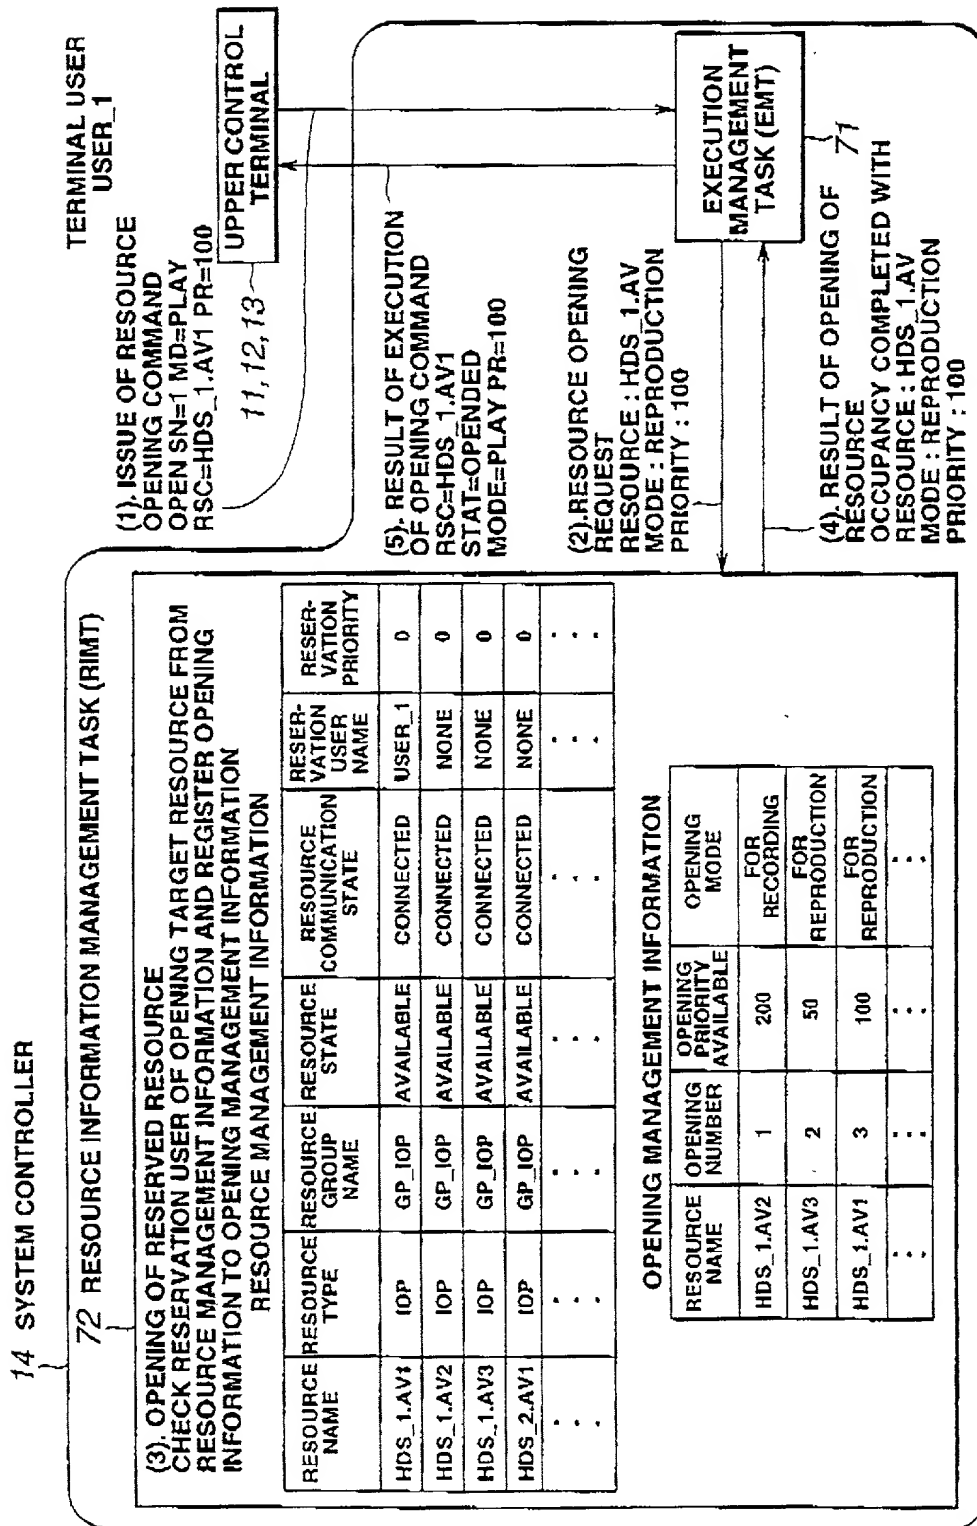 14 SYSTEM CONTROLLER
72 RESOURCE INFORMATION MANAGEMENT TASK (RIMT)
(3). OPENING OF RESERVED RESOURCE
CHECK RESERVATION USER OF OPENING TARGET RESOURCE FROM
RESOURCE MANAGEMENT INFORMATION AND REGISTER OPENING
INFORMATION TO OPENING MANAGEMENT INFORMATION
RESOURCE MANAGEMENT INFORMATION
RESOURCE NAME RESOURCE TYPE RESOURCE GROUP NAME RESOURCE STATE RESOURCE COMMUNICATION STATE RESER-VATION USER NAME RESER-VATION PRIORITY
HDS_1.AV1 IOP GP_IOP AVAILABLE CONNECTED USER_1 0
HDS_1.AV2 IOP GP_IOP AVAILABLE CONNECTED NONE 0
HDS_1.AV3 IOP GP_IOP AVAILABLE CONNECTED NONE 0
HDS_2.AV1 IOP GP_IOP AVAILABLE CONNECTED NONE 0
OPENING MANAGEMENT INFORMATION
RESOURCE NAME OPENING NUMBER OPENING PRIORITY AVAILABLE OPENING MODE
HDS_1.AV2 1 200 FOR RECORDING
HDS_1.AV3 2 50 FOR REPRODUCTION
HDS_1.AV1 3 100 FOR REPRODUCTION
TERMINAL USER
USER_1
(1). ISSUE OF RESOURCE
OPENING COMMAND
OPEN SN=1 MD=PLAY
RSC=HDS_1.AV1 PR=100
UPPER CONTROL
TERMINAL
11, 12, 13
(5). RESULT OF EXECUTION
OF OPENING COMMAND
RSC=HDS_1.AV1
STAT=OPENDED
MODE=PLAY PR=100
(2).RESOURCE OPENING
REQUEST
RESOURCE : HDS_1.AV
MODE : REPRODUCTION
PRIORITY : 100
EXECUTION
MANAGEMENT
TASK (EMT)
71
(4). RESULT OF OPENING OF
RESOURCE
OCCUPANCY COMPLETED WITH
RESOURCE : HDS_1.AV
MODE : REPRODUCTION
PRIORITY : 100